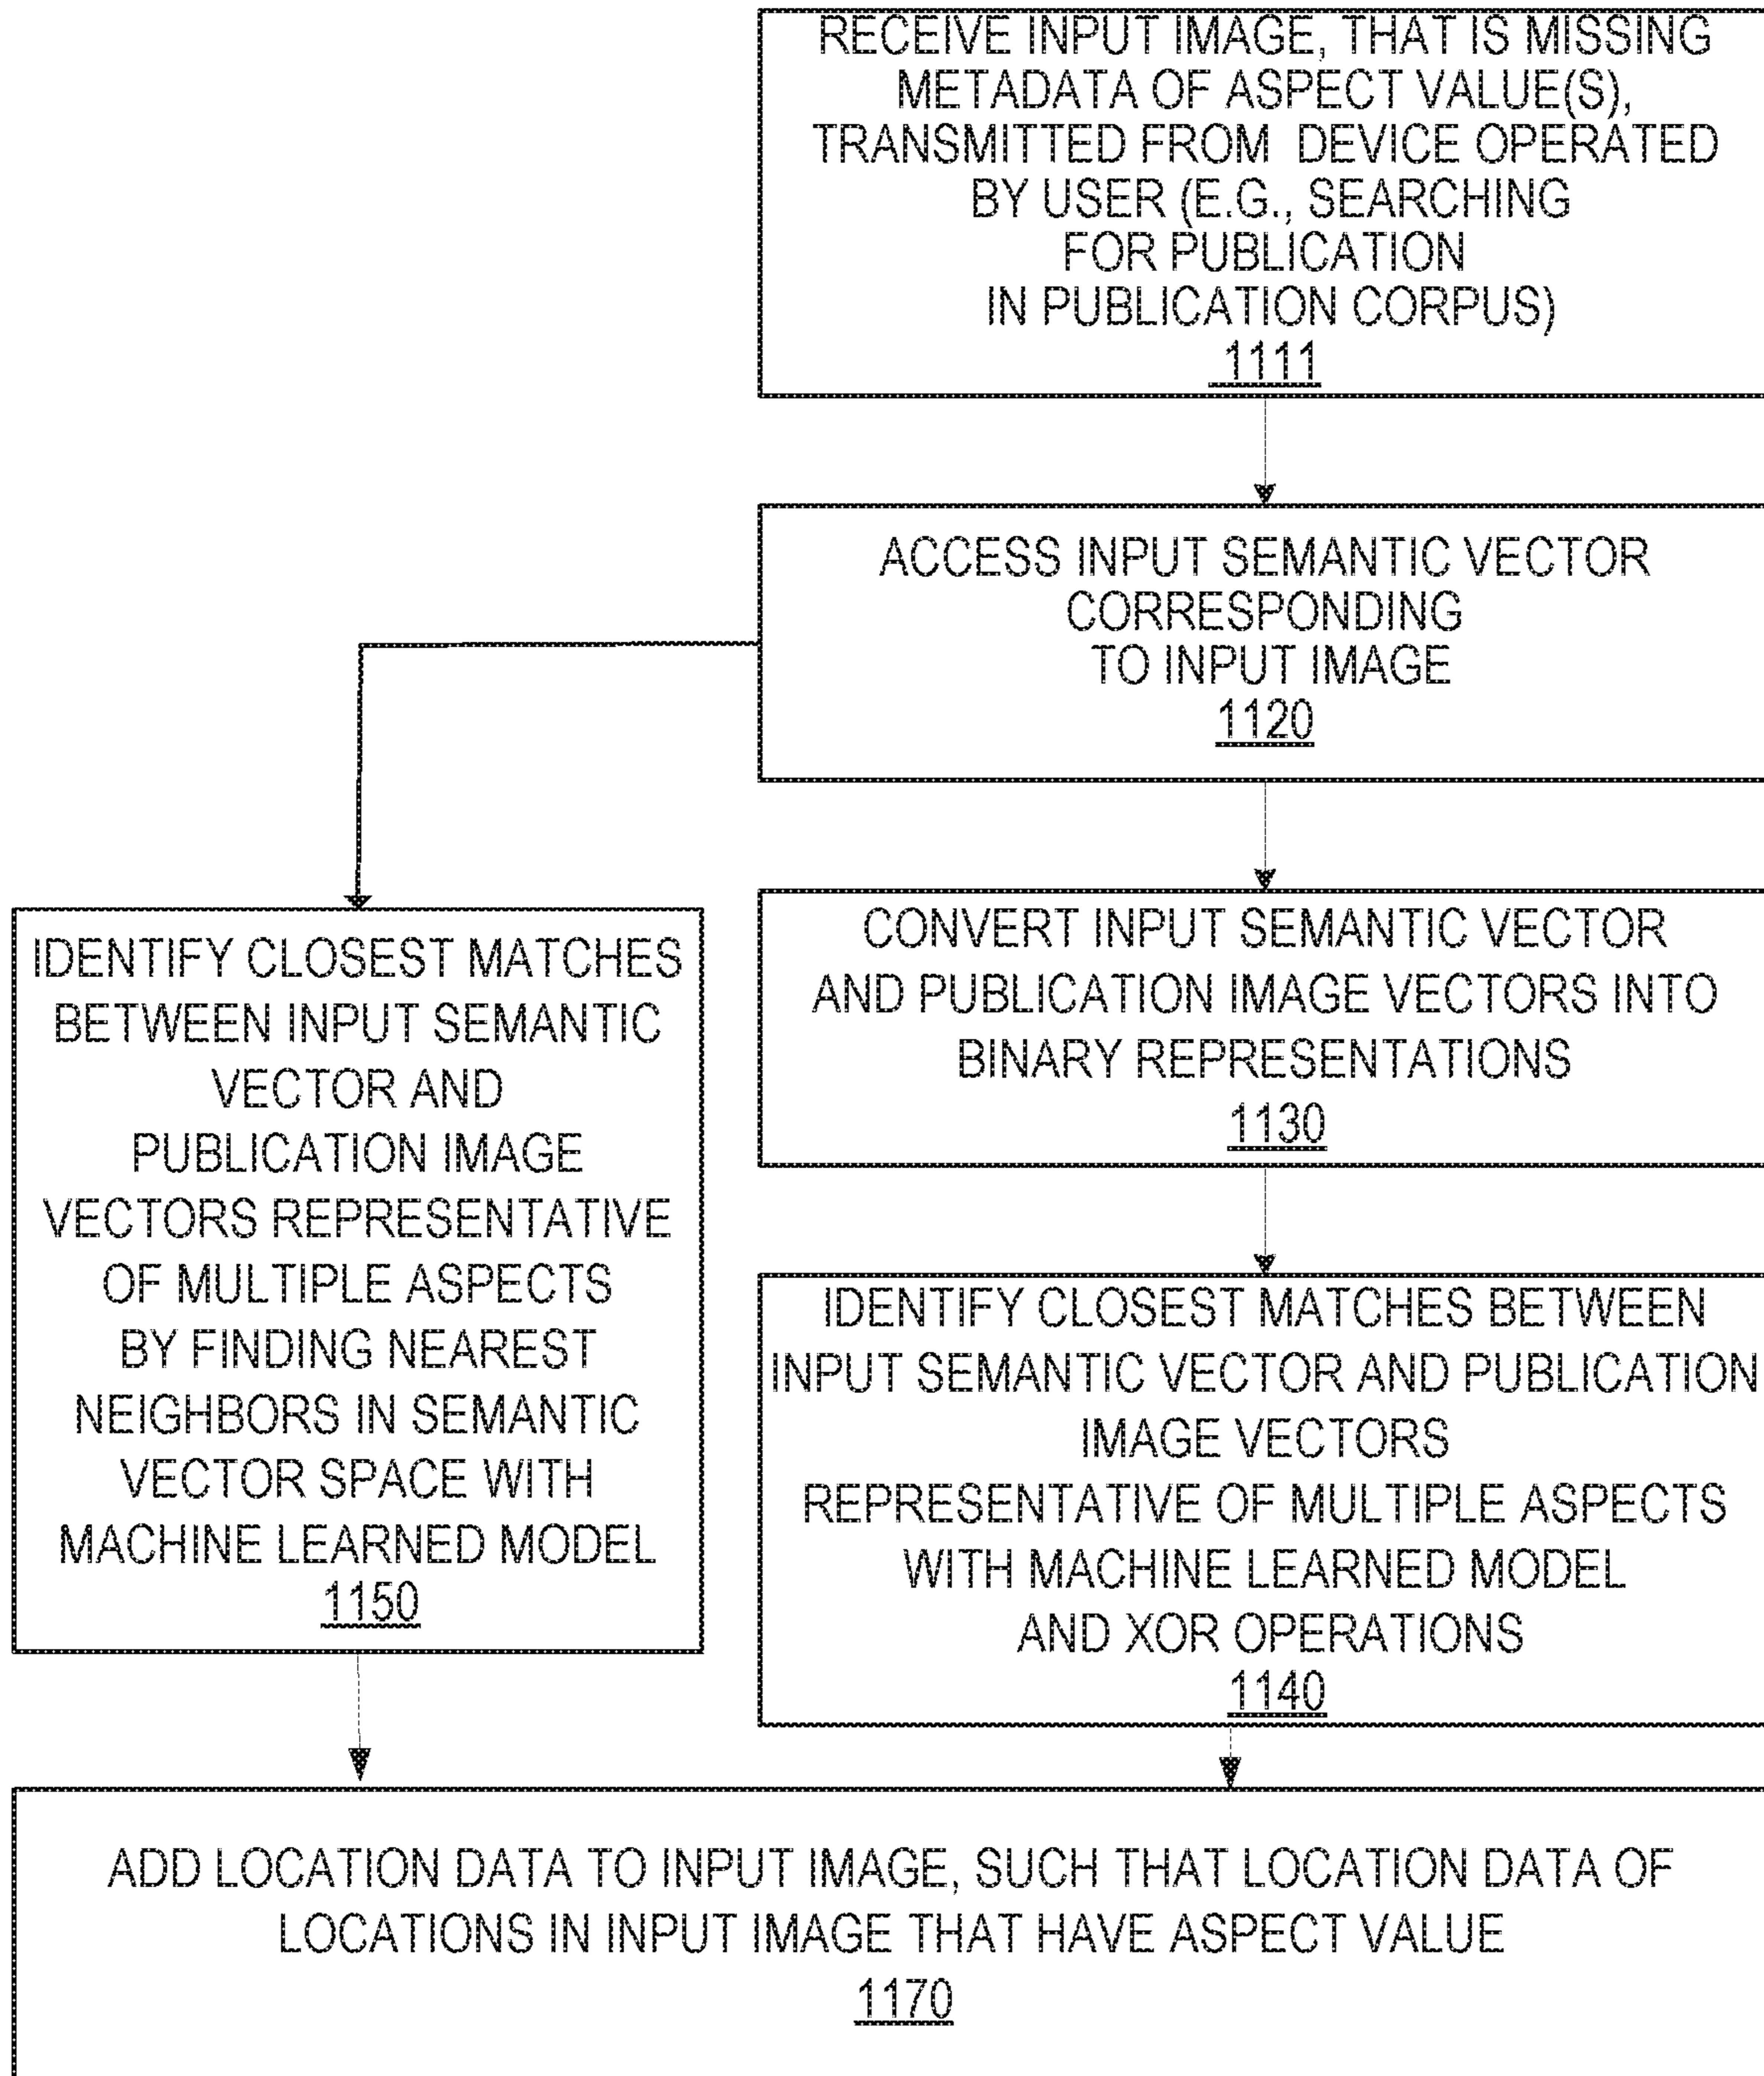 RECEIVE INPUT IMAGE, THAT IS MISSING
METADATA OF ASPECT VALUE(S),
TRANSMITTED FROM DEVICE OPERATED
BY USER (E.G., SEARCHING
FOR PUBLICATION
IN PUBLICATION CORPUS)
1111
ACCESS INPUT SEMANTIC VECTOR
CORRESPONDING
TO INPUT IMAGE
1120
CONVERT INPUT SEMANTIC VECTOR
AND PUBLICATION IMAGE VECTORS INTO
BINARY REPRESENTATIONS
1130
IDENTIFY CLOSEST MATCHES BETWEEN
INPUT SEMANTIC VECTOR AND PUBLICATION
IMAGE VECTORS
REPRESENTATIVE OF MULTIPLE ASPECTS
WITH MACHINE LEARNED MODEL
AND XOR OPERATIONS
1140
IDENTIFY CLOSEST MATCHES
BETWEEN INPUT SEMANTIC
VECTOR AND
PUBLICATION IMAGE
VECTORS REPRESENTATIVE
OF MULTIPLE ASPECTS
BY FINDING NEAREST
NEIGHBORS IN SEMANTIC
VECTOR SPACE WITH
MACHINE LEARNED MODEL
1150
ADD LOCATION DATA TO INPUT IMAGE, SUCH THAT LOCATION DATA OF
LOCATIONS IN INPUT IMAGE THAT HAVE ASPECT VALUE
1170